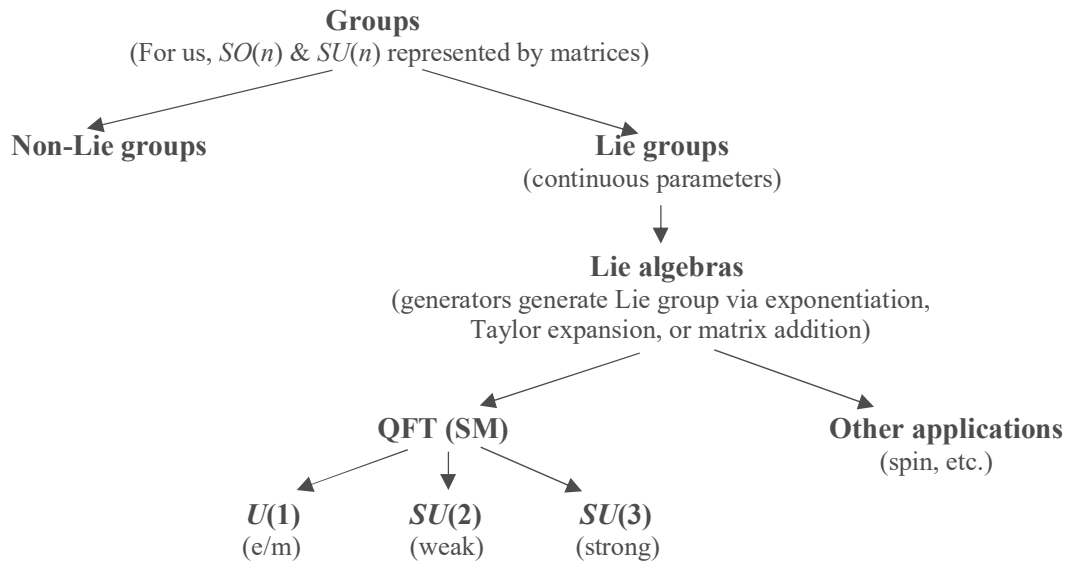 Groups
(For us, SO(n) & SU(n) represented by matrices)
Non-Lie groups
Lie groups
(continuous parameters)
Lie algebras
(generators generate Lie group via exponentiation,
Taylor expansion, or matrix addition)
QFT (SM)
Other applications
(spin, etc.)
U(1)
(e/m)
SU(2)
(weak)
SU(3)
(strong)